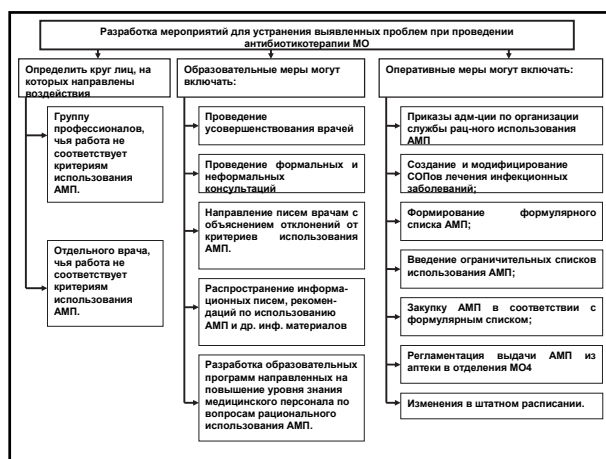 Разработка мероприятий для устранения выявленных проблем при проведении
антибиотикотерапии МО
Определить круг лиц, на
которых направлены
воздействия
Группу
профессионалов,
чья работа не
соответствует
критериям
использования
АМП.
Отдельного врача,
чья работа не
соответствует
критериям
использования
АМП.
Образовательные меры могут
включать:
Проведение
усовершенствования врачей
Проведение формальных и
неформальных
консультаций
Направление писем врачам с
объяснением отклонений от
критериев использования
АМП.
Распространие информа-
ционных писем, рекомен-
даций по использованию
АМП и др. инф. материалов
Разработка образовательных
программ направленных на
повышение уровня знания
медицинского персонала по
вопросам рационального
использования АМП.
Оперативные меры могут включать:
Приказы адм-ции по организации
службы рац-ного использования
АМП
Создание и модифицирование
СОПов лечения инфекционных
заболеваний;
Формирование формулярного
списка АМП;
Введение ограничительных списков
использования АМП;
Закупку АМП в соответствии с
формулярным списком;
Регламентация выдачи АМП из
аптеки в отделения МО4
Изменения в штатном расписании.